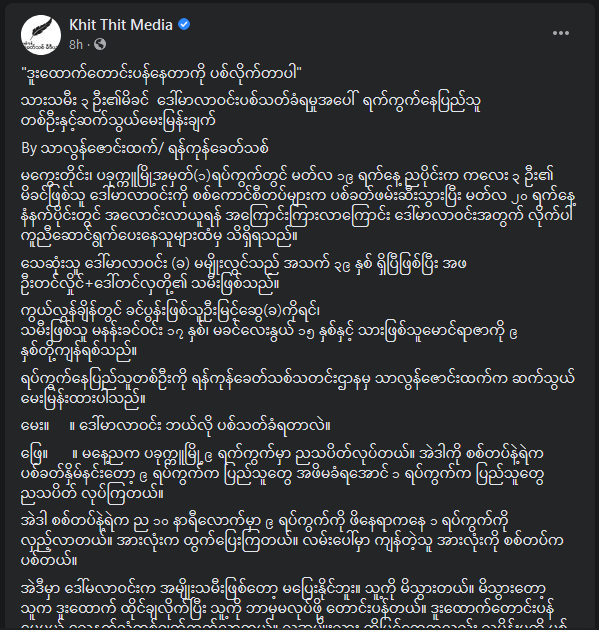 Khit Thit Media
8h
"ဒူးထောက်တောင်းပန်နေတာကို ပစ်လိုက်တာပါ"
သားသမီး ၃ ဦး၏မိခင် ဒေါ်မာလာဝင်းပစ်သတ်ခံရမှုအပေါ် ရက်ကွက်နေပြည်သူ
တစ်ဦးနှင့်ဆက်သွယ်မေးမြန်းချက်
By သာလွန်ဇောင်းထက်/ ရန်ကုန်ခေတ်သစ်
မကွေးတိုင်း၊ ပခုက္ကူမြို့အမှတ်(၁)ရပ်ကွက်တွင် မတ်လ ၁၉ ရက်နေ့ ညပိုင်းက ကလေး ၃ ဦး၏
မိခင်ဖြစ်သူ ဒေါ်မာလာဝင်းကို စစ်ကောင်စီတပ်များက ပစ်ခတ်ဖမ်းဆီးသွားပြီး မတ်လ ၂၀ ရက်နေ့
နံနက်ပိုင်းတွင် အလောင်းလာယူရန် အကြောင်းကြားလာကြောင်း ဒေါ်မာလာဝင်းအတွက် လိုက်ပါ
ကူညီဆောင်ရွက်ပေးနေသူများထံမှ သိရှိရသည်။
သေဆုံးသူ ဒေါ်မာလာဝင်း (ခ) မမျိုးလွင်သည် အသက် ၃၉ နှစ် ရှိပြီဖြစ်ပြီး အဖ
ဦးတင်လှိုင်+ဒေါ်တင်လှတို့၏ သမီးဖြစ်သည်။
ကွယ်လွန်ချိန်တွင် ခင်ပွန်းဖြစ်သူဦးမြင့်ဆွေ(ခ)ကိုရင်၊
သမီးဖြစ်သူ မနန်းခင်ဝင်း ၁၇ နှစ်၊ မခင်လေးနွယ် ၁၅ နှစ်နှင့် သားဖြစ်သူမောင်ရာဇာကို ၉
နှစ်တို့ကျန်ရစ်သည်။
ရပ်ကွက်နေပြည်သူတစ်ဦးကို ရန်ကုန်ခေတ်သစ်သတင်းဌာနမှ သာလွန်ဇောင်းထက်က ဆက်သွယ်
မေးမြန်းထားပါသည်။
မေး။ ။ ဒေါ်မာလာဝင်း ဘယ်လို ပစ်သတ်ခံရတာလဲ။
ဖြေ။ ။ မနေ့ညက ပခုက္ကူမြို့၉ ရက်ကွက်မှာ ညသပိတ်လုပ်တယ်။ အဲဒါကို စစ်တပ်နဲ့ရဲက
ပစ်ခတ်နှိမ်နင်းတော့ ၉ ရပ်ကွက်က ပြည်သူတွေ အဖိမခံရအောင် ၁ ရပ်ကွက်က ပြည်သူတွေ
ညသပိတ် လုပ်ကြတယ်။
အဲဒါ စစ်တပ်နဲ့ရဲက ည ၁၀ နာရီလောက်မှာ ၉ ရပ်ကွက်ကို ဖိနေရာကနေ ၁ ရပ်ကွက်ကို
လှည့်လာတယ်။ အားလုံးက ထွက်ပြေးကြတယ်။ လမ်းပေါ်မှာ ကျန်တဲ့သူ အားလုံးကို စစ်တပ်က
ပစ်တယ်။
အဲဒီမှာ ဒေါ်မာလာဝင်းက အမျိုးသမီးဖြစ်တော့ မပြေးနိုင်ဘူး။ သူ့ကို မိသွားတယ်။ မိသွားတော့
သူက ဒူးထောက် ထိုင်ချလိုက်ပြီး သူ့ကို ဘာမှမလုပ်ဖို့ တောင်းပန်တယ်။ ဒူးထောက်တောင်းပန်